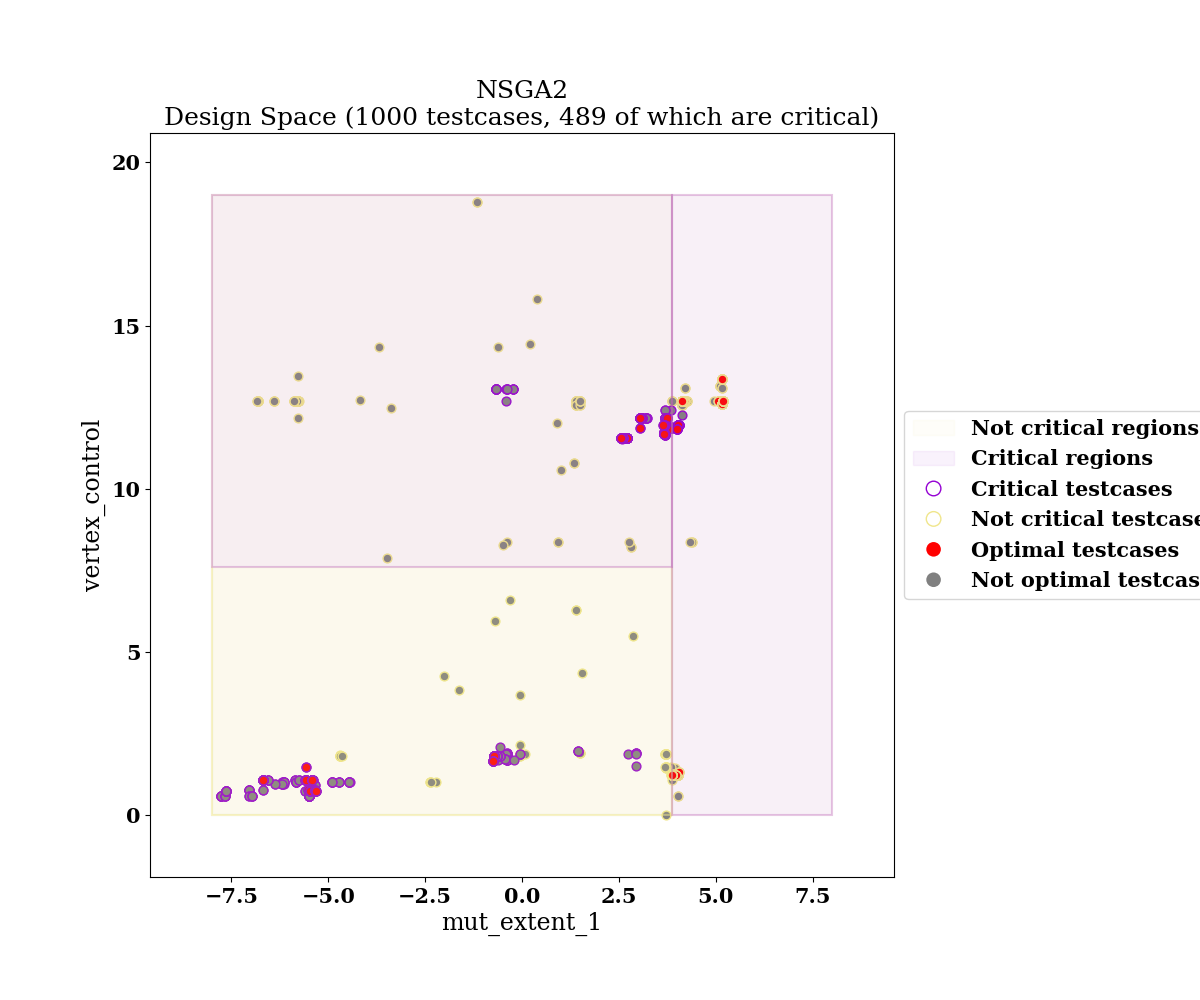 NSGA2
Design Space (1000 testcases, 489 of which are critical)
20
15
10
5
0
vertex_control
−7.5 −5.0 −2.5 0.0 2.5 5.0 7.5
mut_extent_1
Not critical regions
Critical regions
Critical testcases
Not critical testcase
Optimal testcases
Not optimal testcas